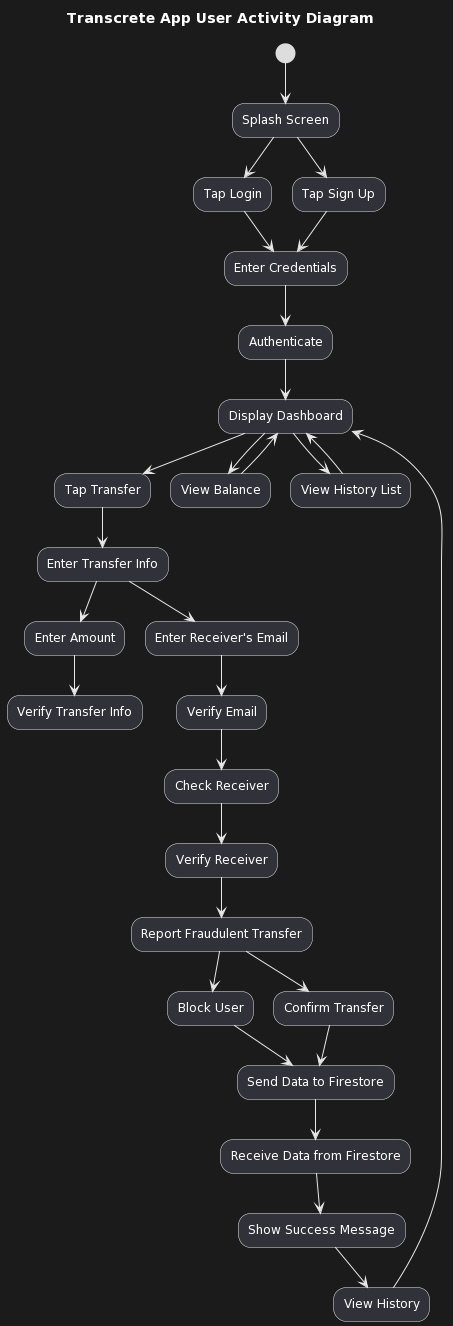 Transcrete App User Activity Diagram
Splash Screen
Tap Login
Tap Sign Up
Enter Credentials
Authenticate
Display Dashboard
Tap Transfer
View Balance
View History List
Enter Transfer Info
Enter Amount
Enter Receiver's Email
Verify Transfer Info
Verify Email
Check Receiver
Verify Receiver
Report Fraudulent Transfer
Block User
Confirm Transfer
Send Data to Firestore
Receive Data from Firestore
Show Success Message
View History